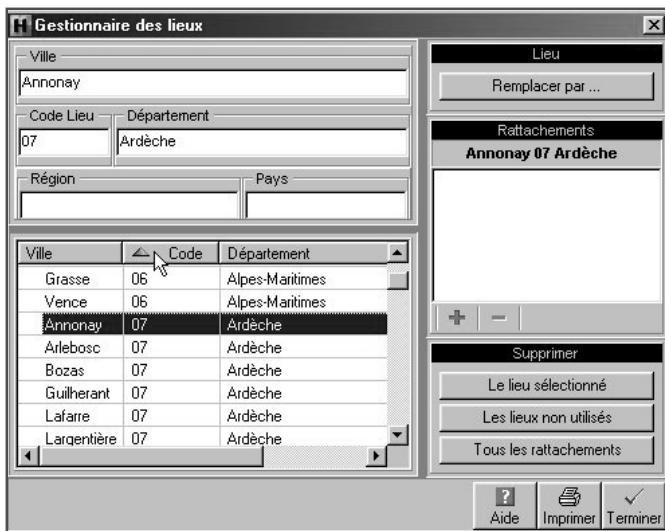 H Gestionnaire des lieux
Ville
Annonay
Code Lieu Département
07 Ardèche
Région Pays
Ville Code Département
Grasse 06 Alpes-Maritimes
Vence 06 Alpes-Maritimes
Annonay 07 Ardèche
Arlebosc 07 Ardèche
Bozas 07 Ardèche
Guilherant 07 Ardèche
Lafarre 07 Ardèche
Largentière 07 Ardèche
Lieu
Remplacer par ...
Rattachements
Annonay 07 Ardèche
Supprimer
Le lieu sélectionné
Les lieux non utilisés
Tous les rattachements
? Aide Imprimer Terminer